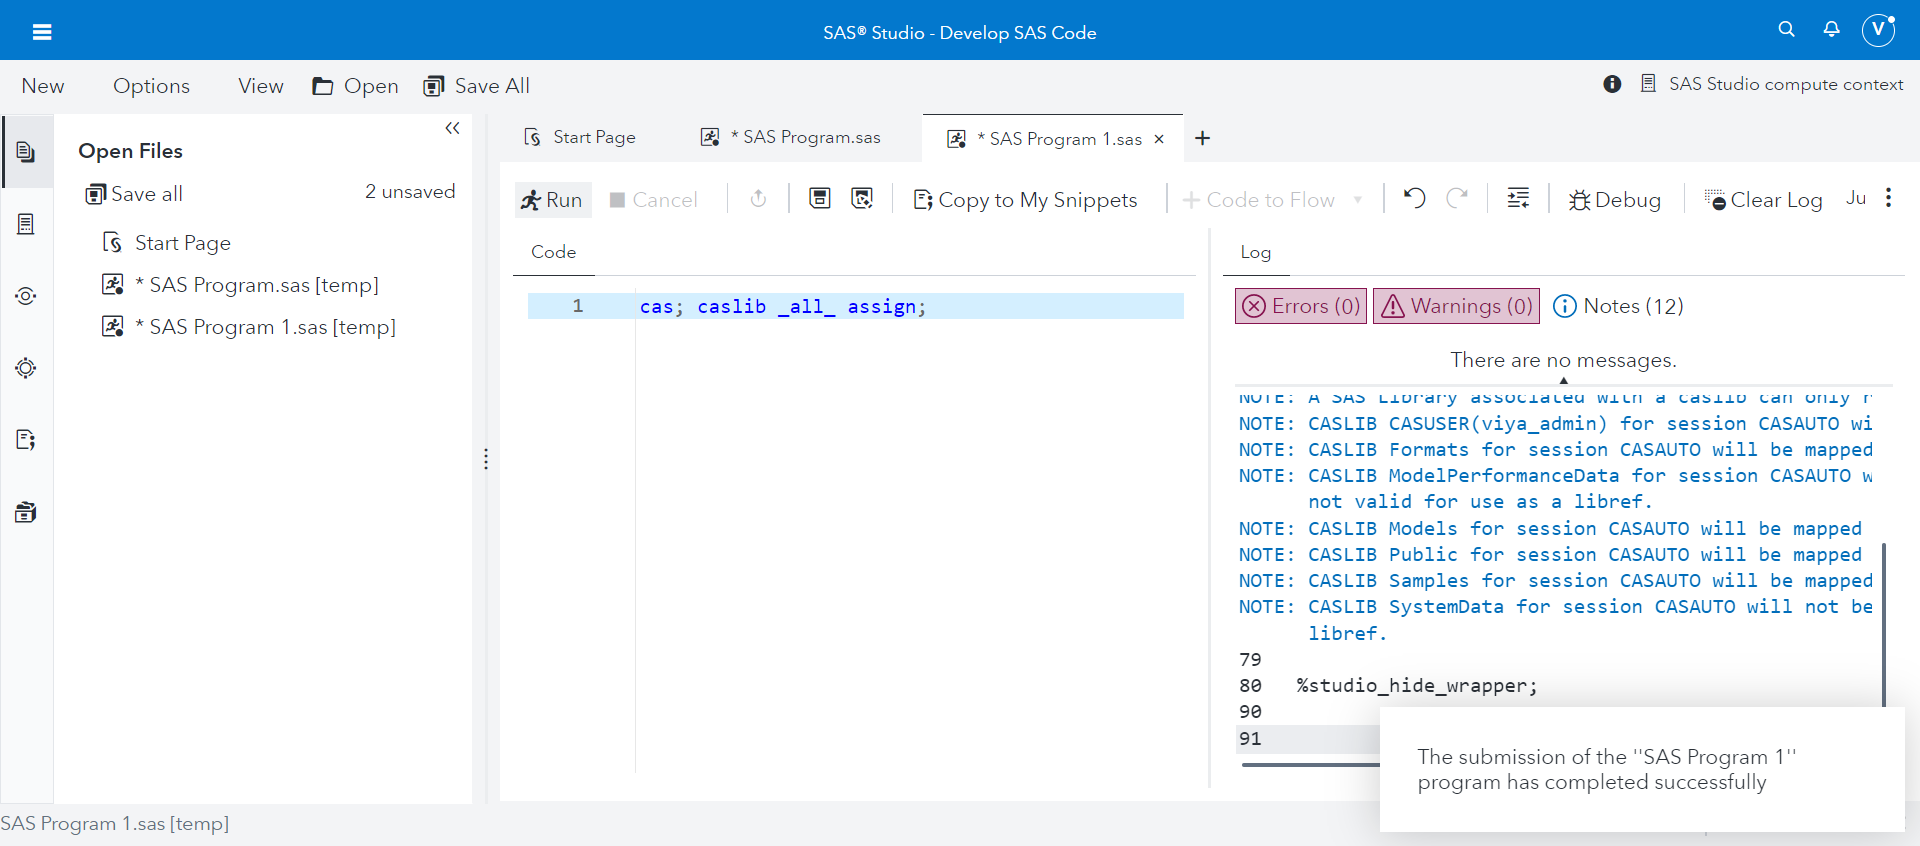 SAS® Studio - Develop SAS Code
V
New Options View Open Save All
SAS Studio compute context
Open Files
Save all 2 unsaved
Start Page
* SAS Program.sas [temp]
* SAS Program 1.sas [temp]
Start Page * SAS Program.sas * SAS Program 1.sas × +
Run Cancel Copy to My Snippets Code to Flow Debug Clear Log Ju
Code
1 cas; caslib _all_ assign;
Log
Errors (0) Warnings (0) Notes (12)
There are no messages.
NOTE: A SAS Library associated with a caslib can only r
NOTE: CASLIB CASUSER(viya_admin) for session CASAUTO wi
NOTE: CASLIB Formats for session CASAUTO will be mapped
NOTE: CASLIB ModelPerformanceData for session CASAUTO w
not valid for use as a libref.
NOTE: CASLIB Models for session CASAUTO will be mapped
NOTE: CASLIB Public for session CASAUTO will be mapped
NOTE: CASLIB Samples for session CASAUTO will be mapped
NOTE: CASLIB SystemData for session CASAUTO will not be
libref.
79
80 %studio_hide_wrapper;
90
91
The submission of the ''SAS Program 1''
program has completed successfully
SAS Program 1.sas [temp]